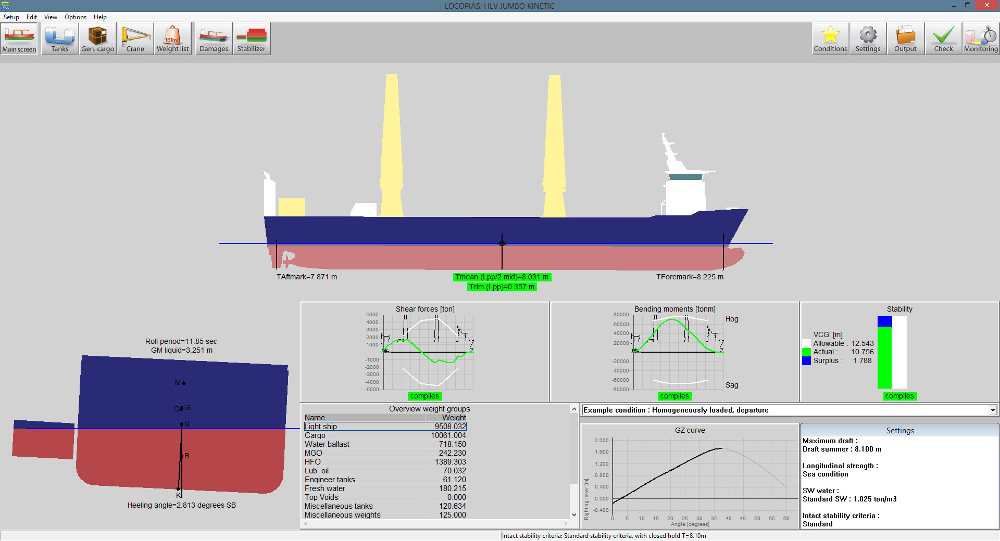 LOCOPIAS: HLV JUMBO KINETIC
Setup Edit View Options Help
Main screen Tanks Gen. cargo Crane 16Tons Weight list Damages Stabilizer Conditions Settings Output Check Monitoring
TAftmark=7.871 m
Tmean (Lpp/2 mld)=8.031 m
Trim (Lpp)=0.357 m
TForemark=8.225 m
Roll period=11.85 sec
GM liquid=3.251 m
M
G G'
N
B
K
Heeling angle=2.813 degrees SB
Shear forces [ton]
5000
4000
3000
2000
1000
-1000
-2000
-3000
-4000
-5000
complies
Bending moments [tonm]
80000
60000
40000
20000
-20000
-40000
-60000
-80000
Hog
Sag
complies
Stability
VCG' [m]
Allowable : 12.543
Actual : 10.756
Surplus : 1.788
complies
Overview weight groups
Name Weight
Light ship 9508.032
Cargo 10061.004
Water ballast 718.150
MGO 242.230
HFO 1389.303
Lub. oil 70.032
Engineer tanks 61.120
Fresh water 180.215
Top Voids 0.000
Miscellaneous tanks 120.634
Miscellaneous weights 125.000
Example condition : Homogeneously loaded, departure
GZ curve
Righting lever [m]
2.000
1.600
1.200
0.800
0.400
0.000
-0.400
0 5 10 15 20 25 30 35 40 45 50 55 60
Angle [degrees]
Settings
Maximum draft :
Draft summer : 8.100 m
Longitudinal strength :
Sea condition
SW water :
Standard SW : 1.025 ton/m3
Intact stability criteria :
Standard
Intact stability criteria: Standard stability criteria, with closed hold T=8.10m